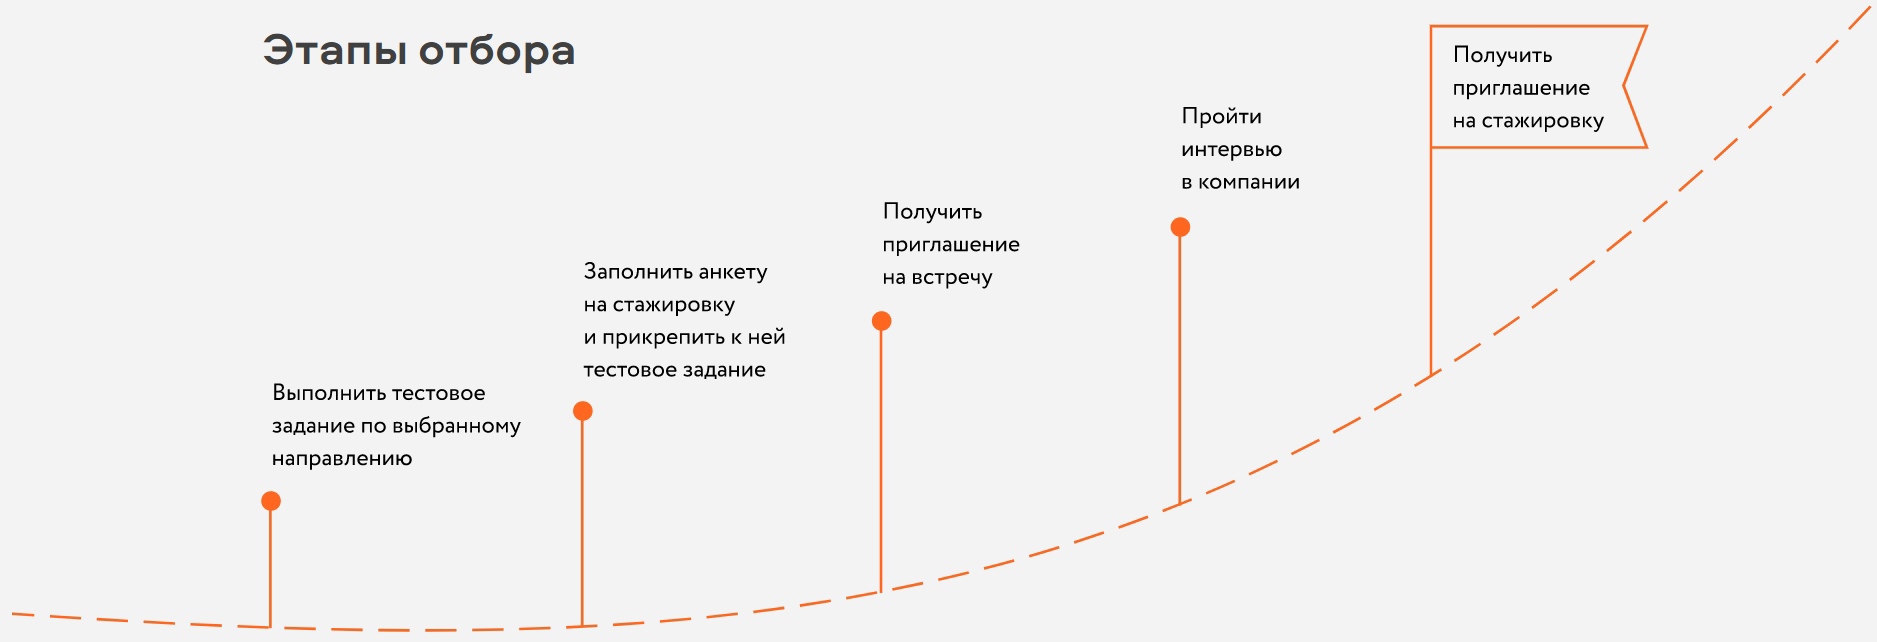 Этапы отбора
Выполнить тестовое
задание по выбранному
направлению
Заполнить анкету
на стажировку
и прикрепить к ней
тестовое задание
Получить
приглашение
на встречу
Пройти
интервью
в компании
Получить
приглашение
на стажировку